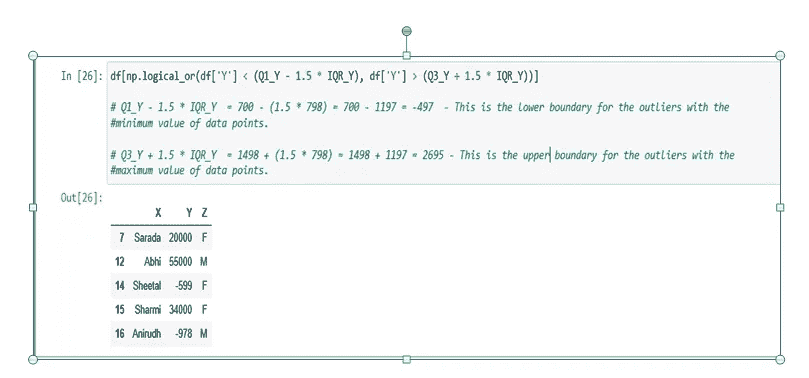 In [26]: df[np.logical_or(df['Y'] < (Q1_Y - 1.5 * IQR_Y), df['Y'] > (Q3_Y + 1.5 * IQR_Y))]
# Q1_Y - 1.5 * IQR_Y = 700 - (1.5 * 798) = 700 - 1197 = -497 - This is the lower boundary for the outliers with the
#minimum value of data points.
# Q3_Y + 1.5 * IQR_Y = 1498 + (1.5 * 798) = 1498 + 1197 = 2695 - This is the upper boundary for the outliers with the
#maximum value of data points.
Out[26]:
X Y Z
7 Sarada 20000 F
12 Abhi 55000 M
14 Sheetal -599 F
15 Sharmi 34000 F
16 Anirudh -978 M